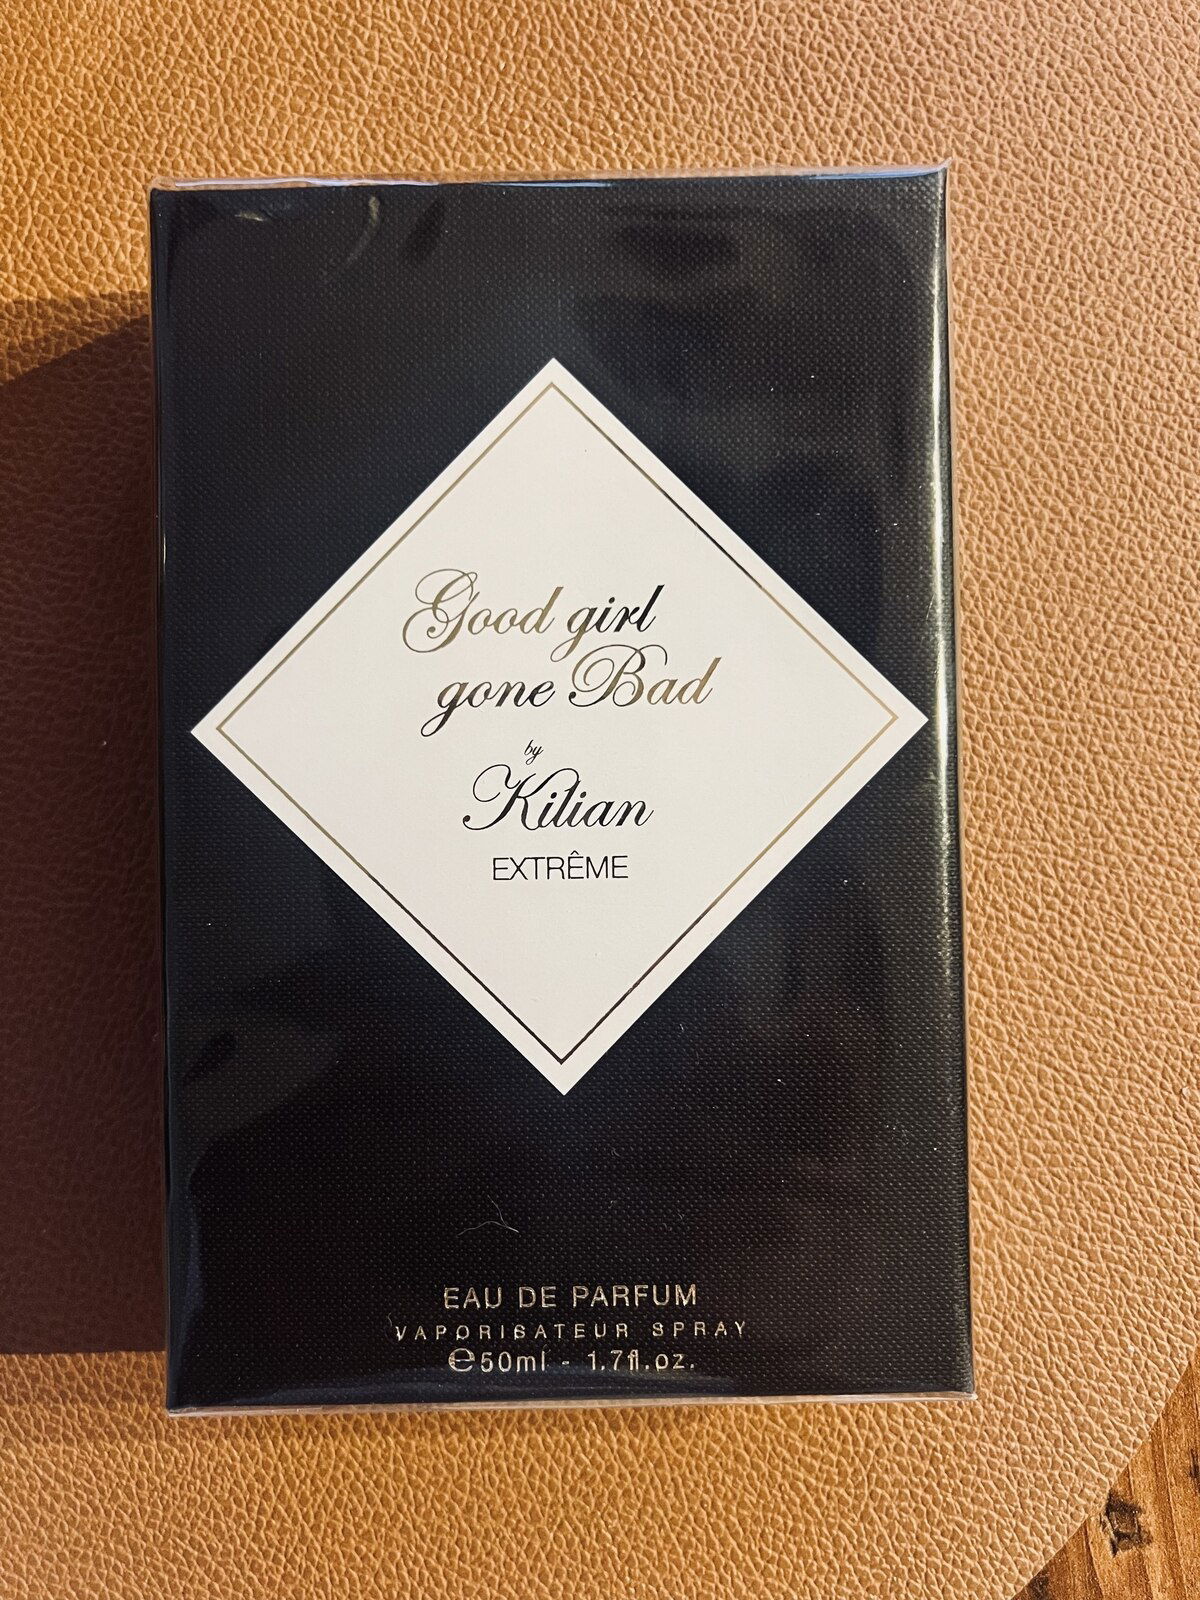 Good girl
gone Bad
by
Kilian
EXTRÊME
EAU DE PARFUM
VAPORISATEUR SPRAY
℮50ml - 1.7fl.oz.